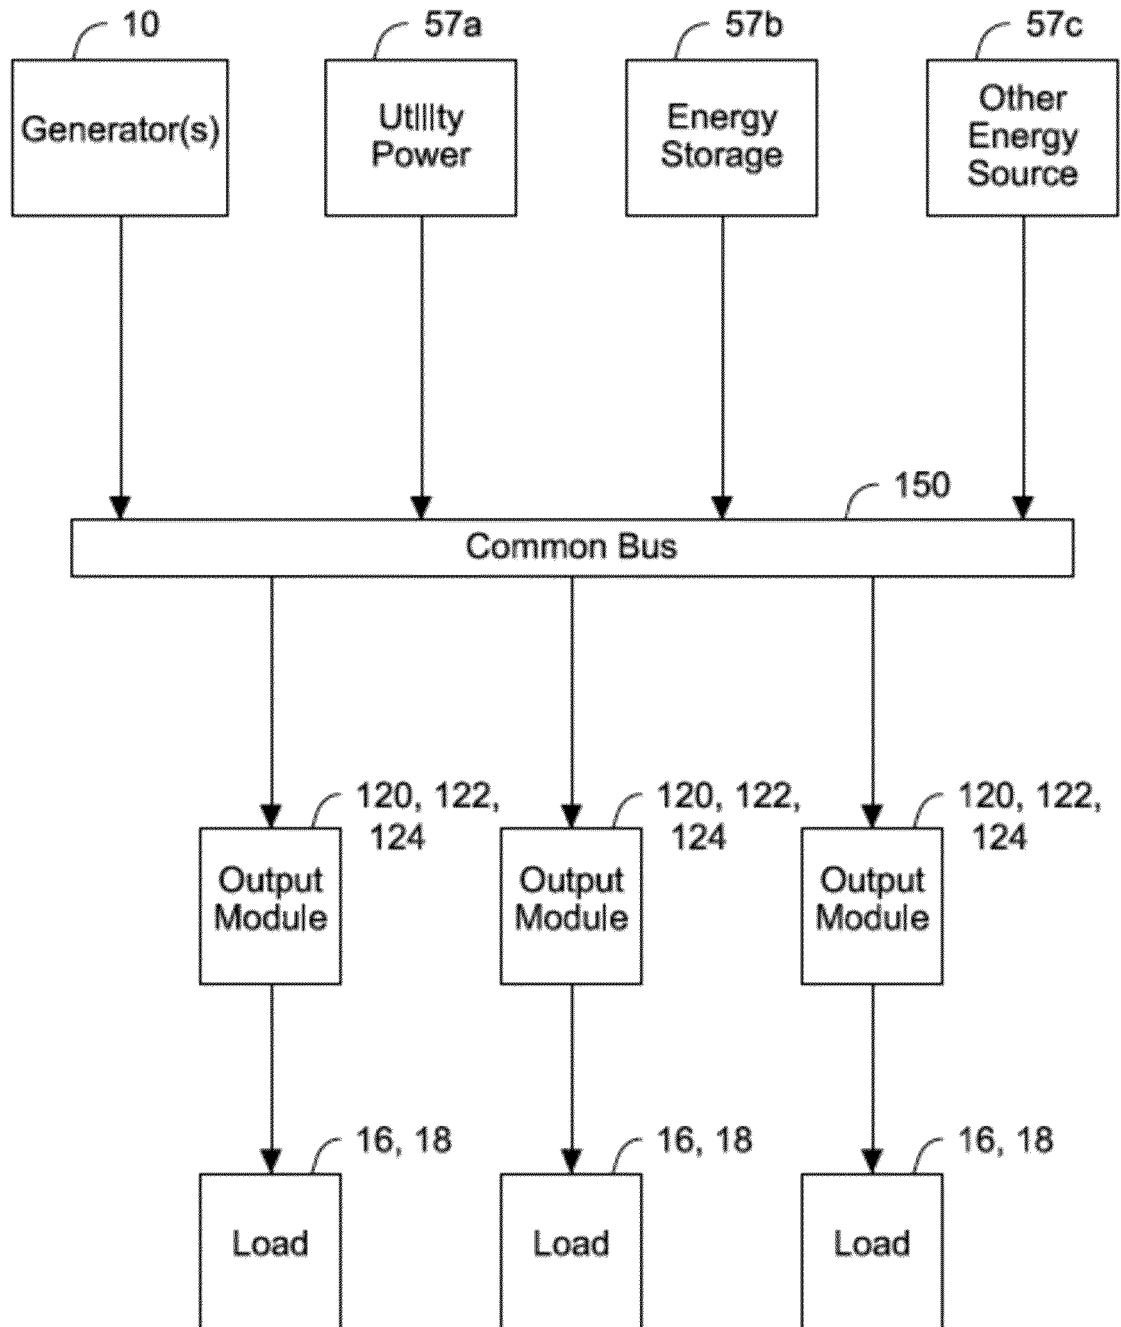 10
57a
57b
57c
Generator(s)
Utility
Power
Energy
Storage
Other
Energy
Source
150
Common Bus
120, 122,
124
120, 122,
124
120, 122,
124
Output
Module
Output
Module
Output
Module
16, 18
16, 18
16, 18
Load
Load
Load